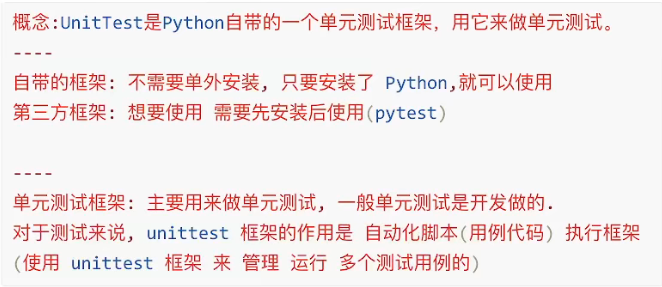 概念:UnitTest是Python自带的一个单元测试框架, 用它来做单元测试。
----
自带的框架: 不需要单外安装, 只要安装了 Python,就可以使用
第三方框架: 想要使用 需要先安装后使用(pytest)
----
单元测试框架: 主要用来做单元测试, 一般单元测试是开发做的.
对于测试来说, unittest 框架的作用是 自动化脚本(用例代码) 执行框架
(使用 unittest 框架 来 管理 运行 多个测试用例的)